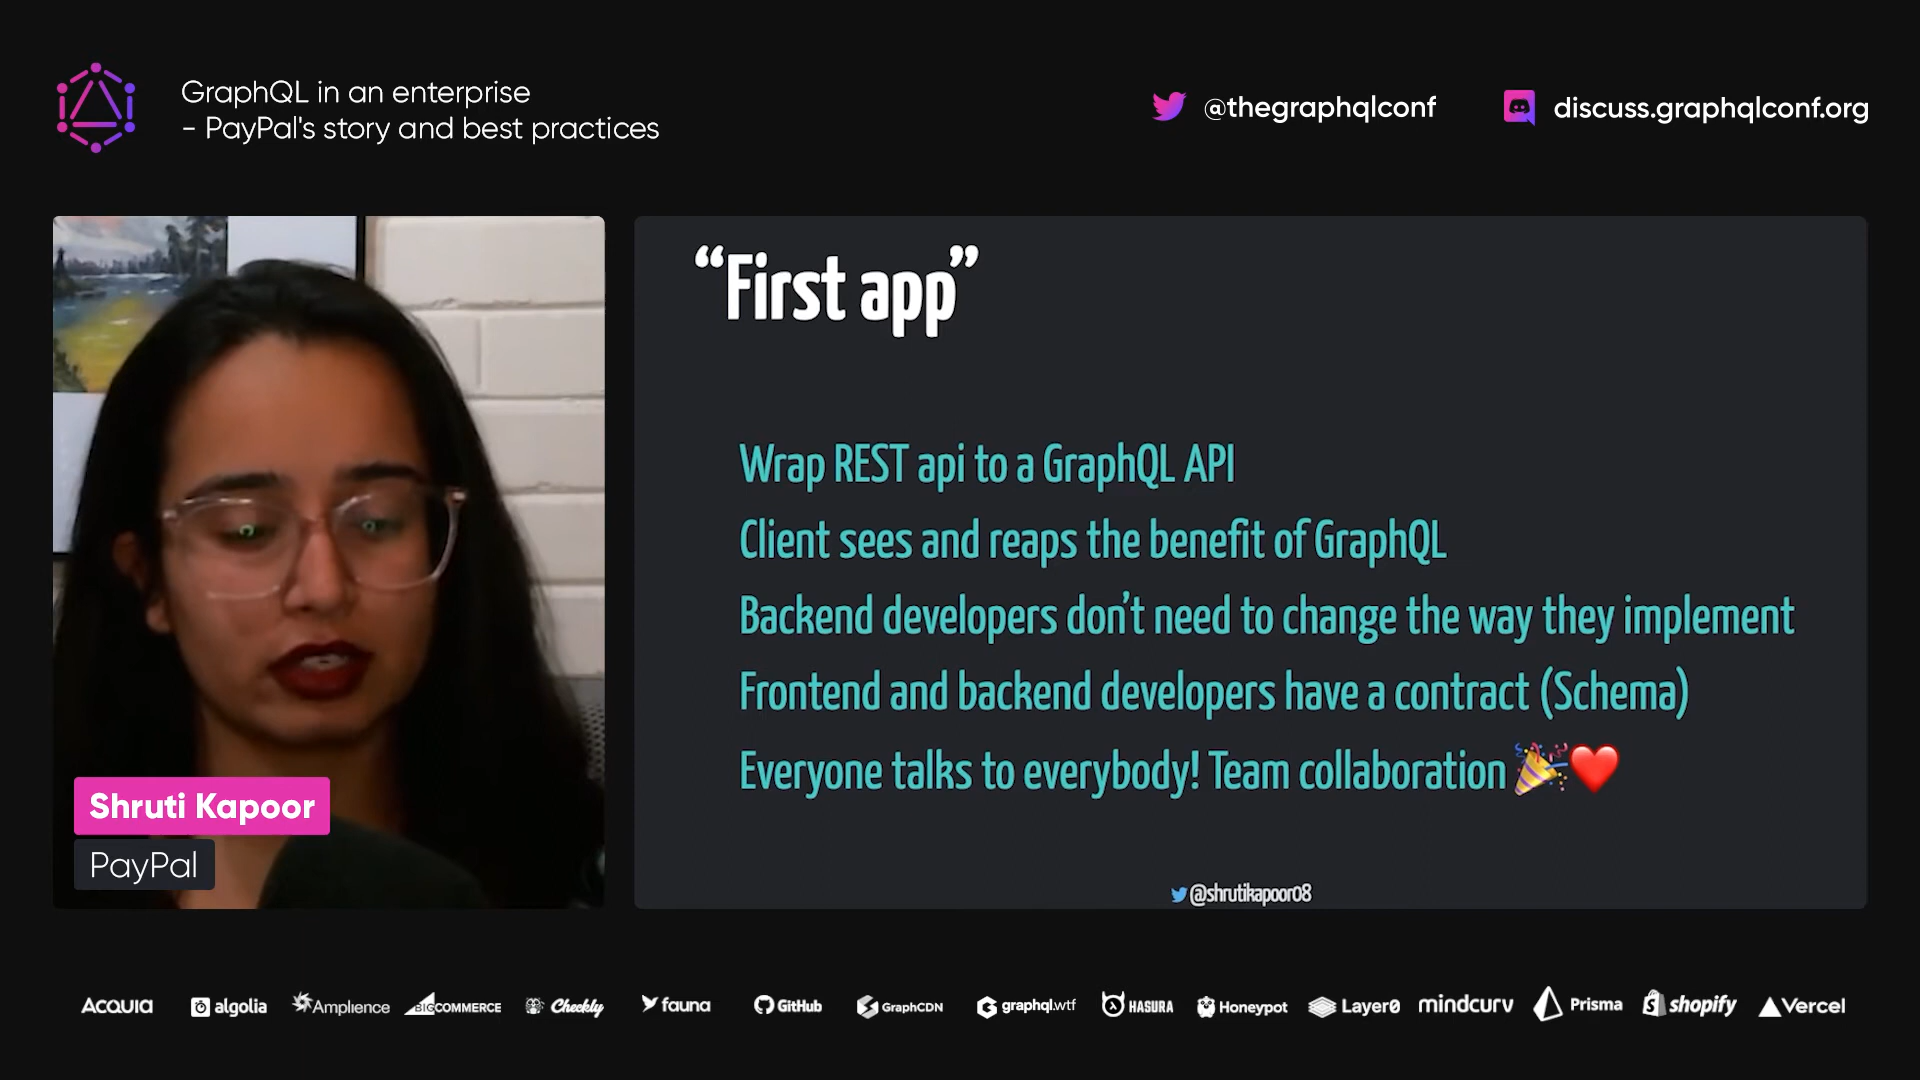 GraphQL in an enterprise
- PayPal's story and best practices
@thegraphqlconf
discuss.graphqlconf.org
“First app”
Wrap REST api to a GraphQL API
Client sees and reaps the benefit of GraphQL
Backend developers don’t need to change the way they implement
Frontend and backend developers have a contract (Schema)
Everyone talks to everybody! Team collaboration 🎉❤️
@shrutikapoor08
Shruti Kapoor
PayPal
ACQUIA
algolia
Amplience
BIGCOMMERCE
Checkly
fauna
GitHub
GraphCDN
graphql.wtf
HASURA
Honeypot
Layer0
mindcurv
Prisma
shopify
Vercel